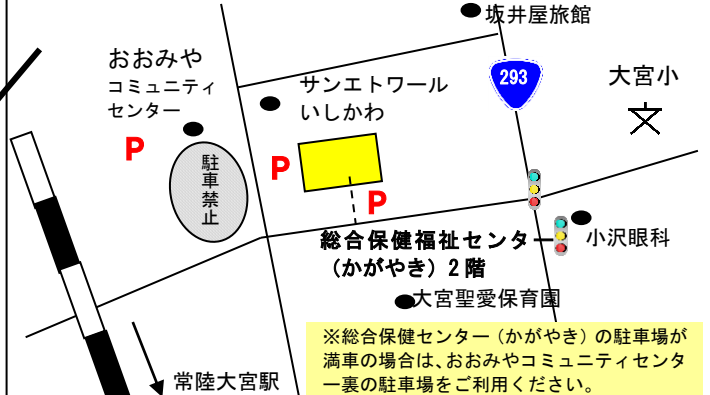 坂井屋旅館
おおみや
コミュニティ
センター
サンエトワール
いしかわ
293
大宮小
P
駐車禁止
P
P
総合保健福祉センター
(かがやき)2階
小沢眼科
大宮聖愛保育園
※総合保健センター(かがやき)の駐車場が
満車の場合は、おおみやコミュニティセンタ
ー裏の駐車場をご利用ください。
常陸大宮駅